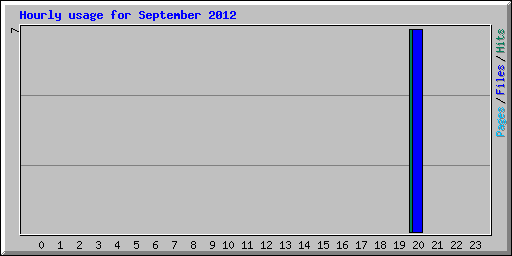 Hourly usage for September 2012
7
Pages/Files/Hits
0 1 2 3 4 5 6 7 8 9 10 11 12 13 14 15 16 17 18 19 20 21 22 23